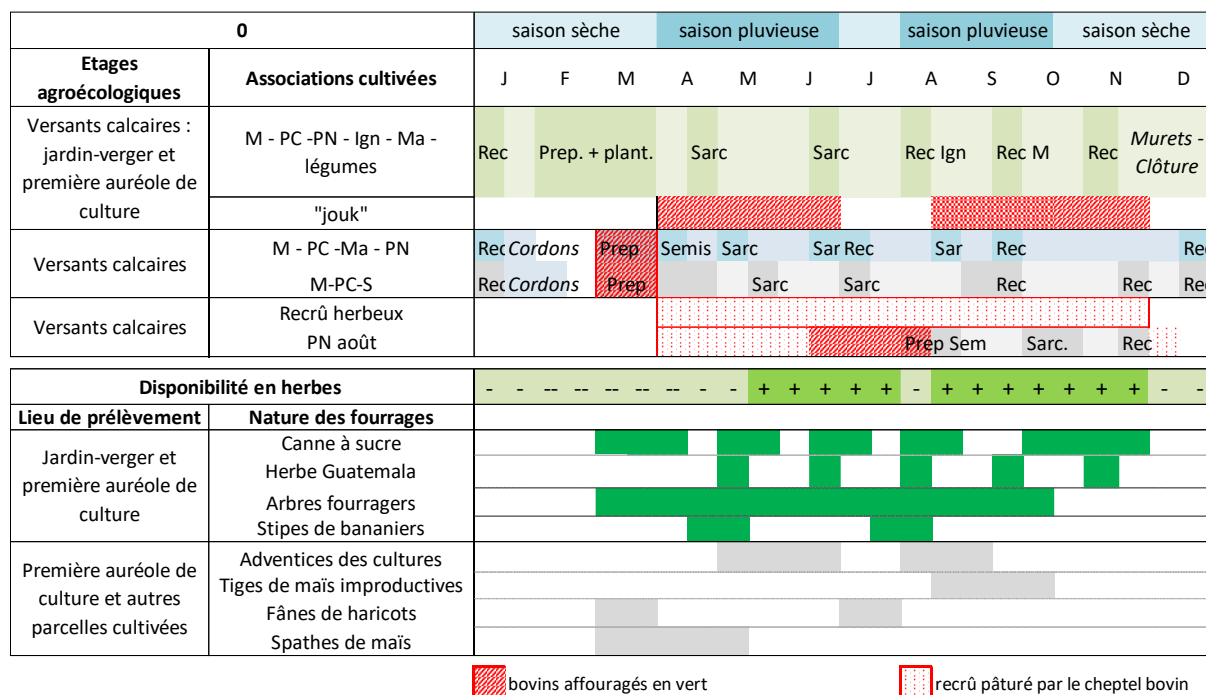 0 saison sèche saison pluvieuse saison pluvieuse saison sèche
Etages agroécologiques Associations cultivées J F M A M J J A S O N D
Versants calcaires : jardin-verger et première auréole de culture
M - PC -PN - Ign - Ma - légumes
Rec Prep. + plant. Sarc Sarc Rec Ign Rec M Rec Murets - Clôture
"jouk"
Versants calcaires
M - PC -Ma - PN Rec Cordons Prep Semis Sarc Sar Rec Sar Rec Rec
M-PC-S Rec Cordons Prep Sarc Sarc Rec Rec Rec
Versants calcaires
Recrû herbeux
PN août Prep Sem Sarc. Rec
Disponibilité en herbes - - -- -- -- -- -- - - + + + + + - + + + + + + + - -
Lieu de prélèvement Nature des fourrages
Jardin-verger et première auréole de culture
Canne à sucre
Herbe Guatemala
Arbres fourragers
Stipes de bananiers
Première auréole de culture et autres parcelles cultivées
Adventices des cultures
Tiges de maïs improductives
Fânes de haricots
Spathes de maïs
bovins affouragés en vert recrû pâturé par le cheptel bovin